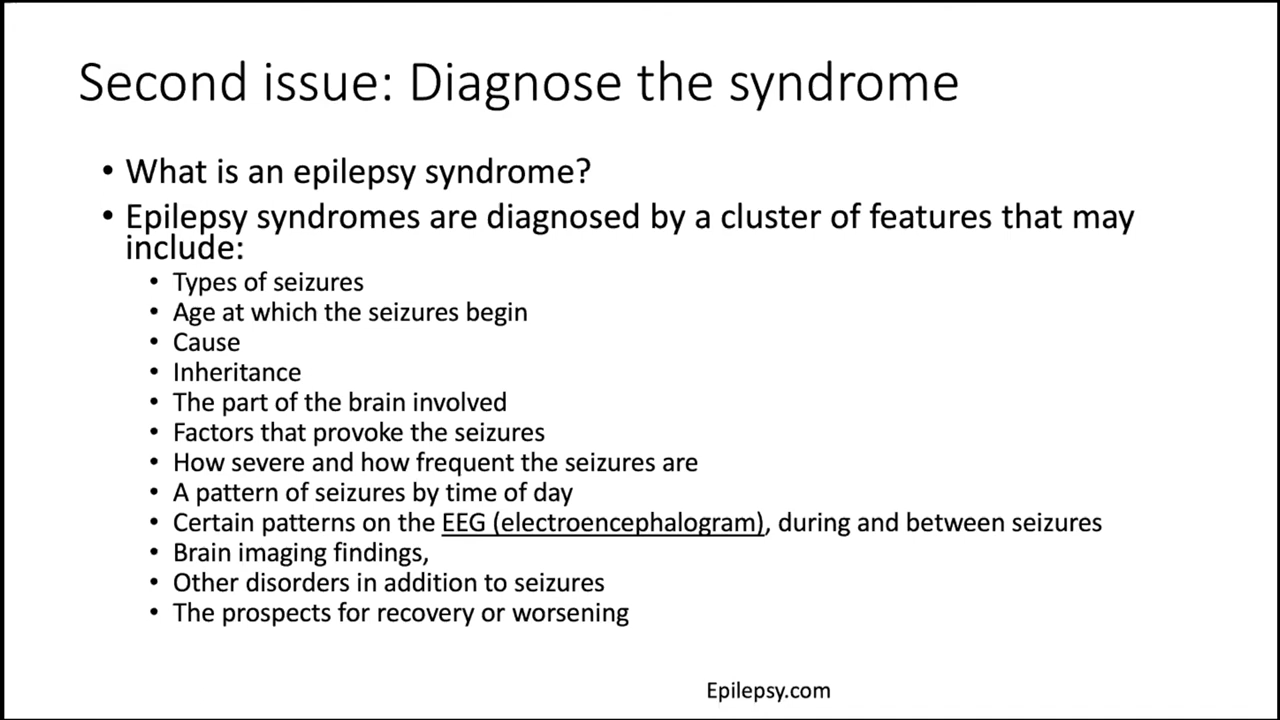 Second issue: Diagnose the syndrome
• What is an epilepsy syndrome?
• Epilepsy syndromes are diagnosed by a cluster of features that may
include:
• Types of seizures
• Age at which the seizures begin
• Cause
• Inheritance
• The part of the brain involved
• Factors that provoke the seizures
• How severe and how frequent the seizures are
• A pattern of seizures by time of day
• Certain patterns on the EEG (electroencephalogram), during and between seizures
• Brain imaging findings,
• Other disorders in addition to seizures
• The prospects for recovery or worsening
Epilepsy.com